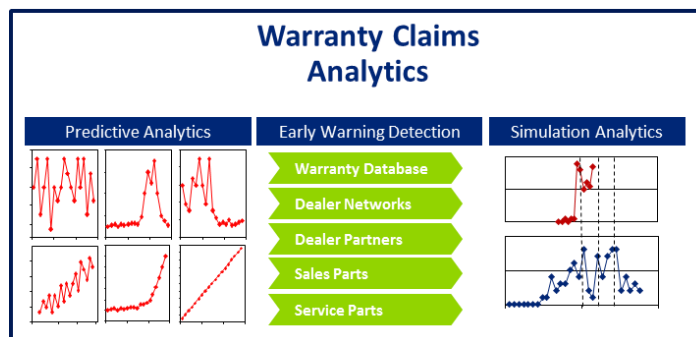 Warranty Claims
Analytics
Predictive Analytics
Early Warning Detection
Simulation Analytics
Warranty Database
Dealer Networks
Dealer Partners
Sales Parts
Service Parts